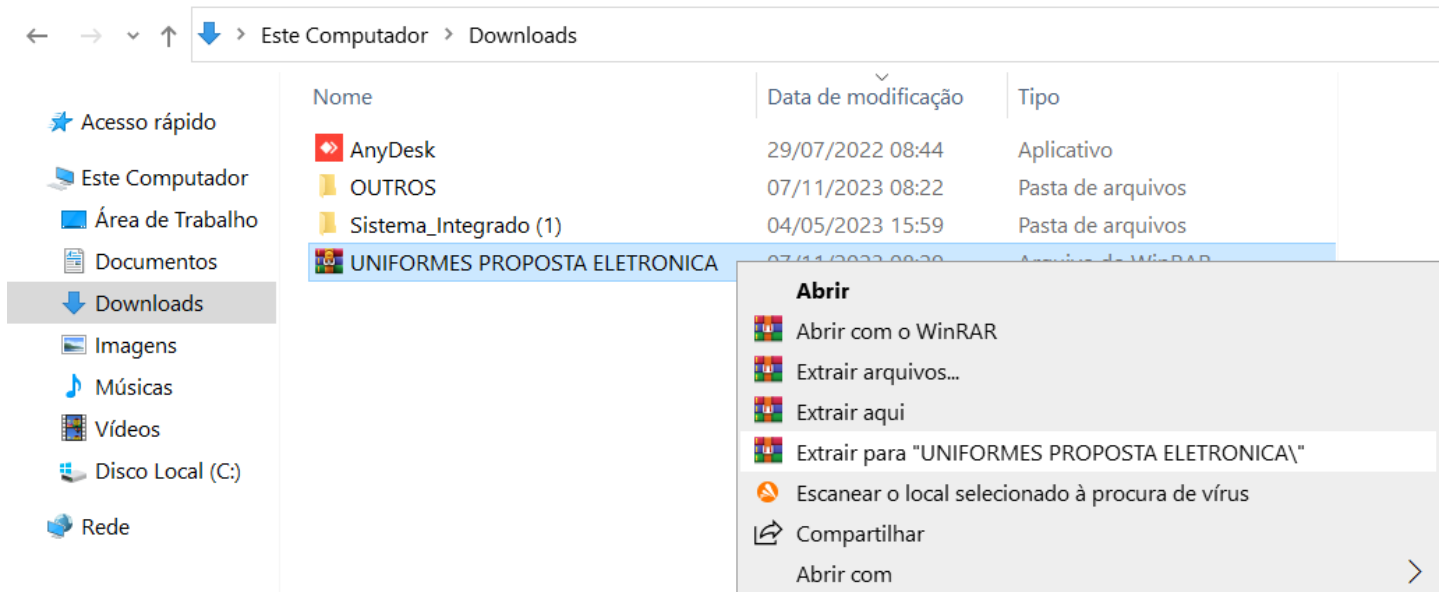 Este Computador > Downloads
Nome Data de modificação Tipo
Acesso rápido
AnyDesk 29/07/2022 08:44 Aplicativo
Este Computador
OUTROS 07/11/2023 08:22 Pasta de arquivos
Área de Trabalho
Sistema_Integrado (1) 04/05/2023 15:59 Pasta de arquivos
Documentos
UNIFORMES PROPOSTA ELETRONICA
Downloads
Abrir
Imagens
Abrir com o WinRAR
Músicas
Extrair arquivos...
Vídeos
Extrair aqui
Disco Local (C:)
Extrair para "UNIFORMES PROPOSTA ELETRONICA\"
Escanear o local selecionado à procura de vírus
Rede
Compartilhar
Abrir com